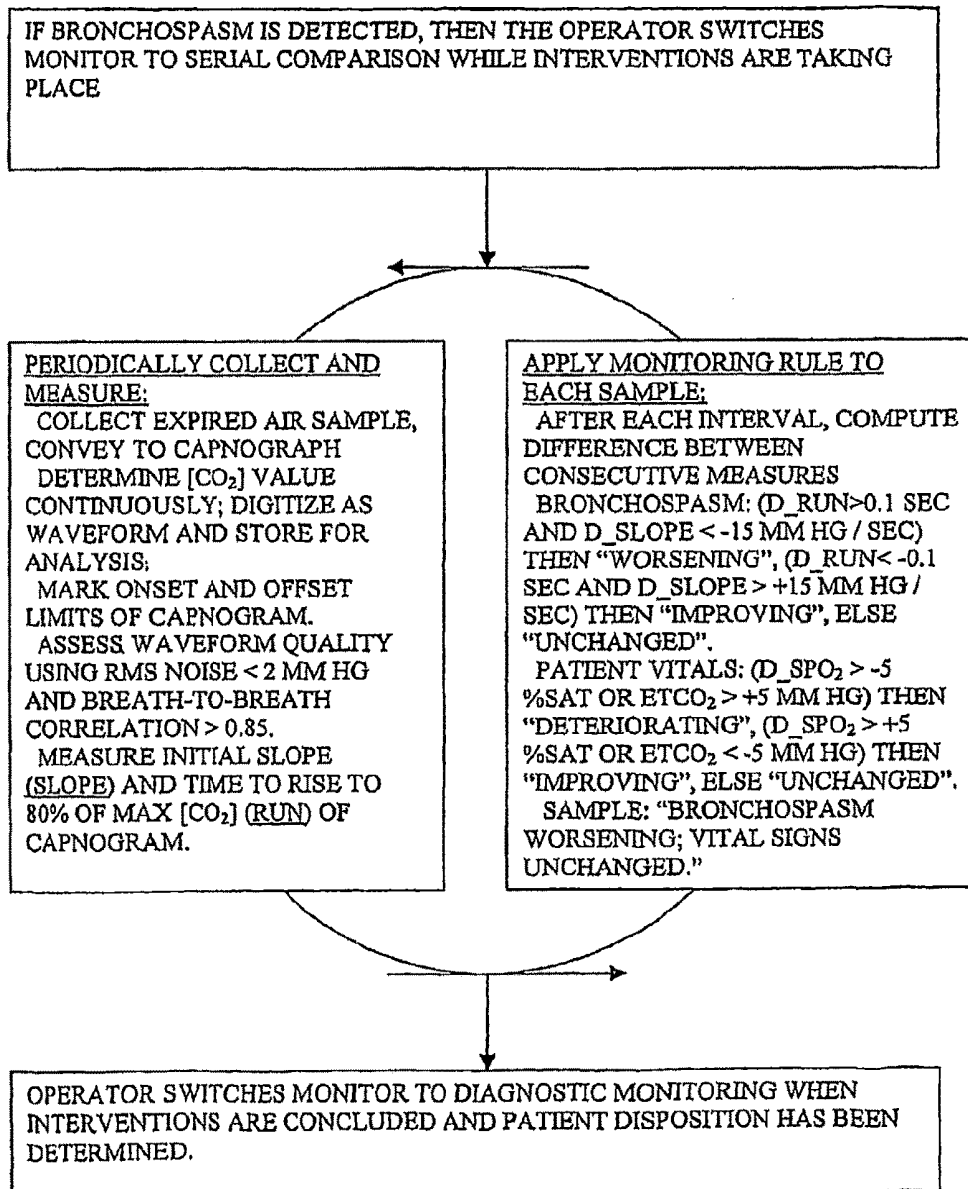 IF BRONCHOSPASM IS DETECTED, THEN THE OPERATOR SWITCHES
MONITOR TO SERIAL COMPARISON WHILE INTERVENTIONS ARE TAKING
PLACE
PERIODICALLY COLLECT AND
MEASURE:
COLLECT EXPIRED AIR SAMPLE,
CONVEY TO CAPNOGRAPH
DETERMINE [CO₂] VALUE
CONTINUOUSLY; DIGITIZE AS
WAVEFORM AND STORE FOR
ANALYSIS;
MARK ONSET AND OFFSET
LIMITS OF CAPNOGRAM.
ASSESS WAVEFORM QUALITY
USING RMS NOISE < 2 MM HG
AND BREATH-TO-BREATH
CORRELATION > 0.85.
MEASURE INITIAL SLOPE
(SLOPE) AND TIME TO RISE TO
80% OF MAX [CO₂] (RUN) OF
CAPNOGRAM.
APPLY MONITORING RULE TO
EACH SAMPLE;
AFTER EACH INTERVAL, COMPUTE
DIFFERENCE BETWEEN
CONSECUTIVE MEASURES
BRONCHOSPASM: (D_RUN>0.1 SEC
AND D_SLOPE < -15 MM HG / SEC)
THEN “WORSENING”, (D_RUN< -0.1
SEC AND D_SLOPE > +15 MM HG /
SEC) THEN “IMPROVING”, ELSE
“UNCHANGED”.
PATIENT VITALS: (D_SPO₂ > -5
%SAT OR ETCO₂ > +5 MM HG) THEN
“DETERIORATING”, (D_SPO₂ > +5
%SAT OR ETCO₂ < -5 MM HG) THEN
“IMPROVING”, ELSE “UNCHANGED”.
SAMPLE: “BRONCHOSPASM
WORSENING; VITAL SIGNS
UNCHANGED.”
OPERATOR SWITCHES MONITOR TO DIAGNOSTIC MONITORING WHEN
INTERVENTIONS ARE CONCLUDED AND PATIENT DISPOSITION HAS BEEN
DETERMINED.